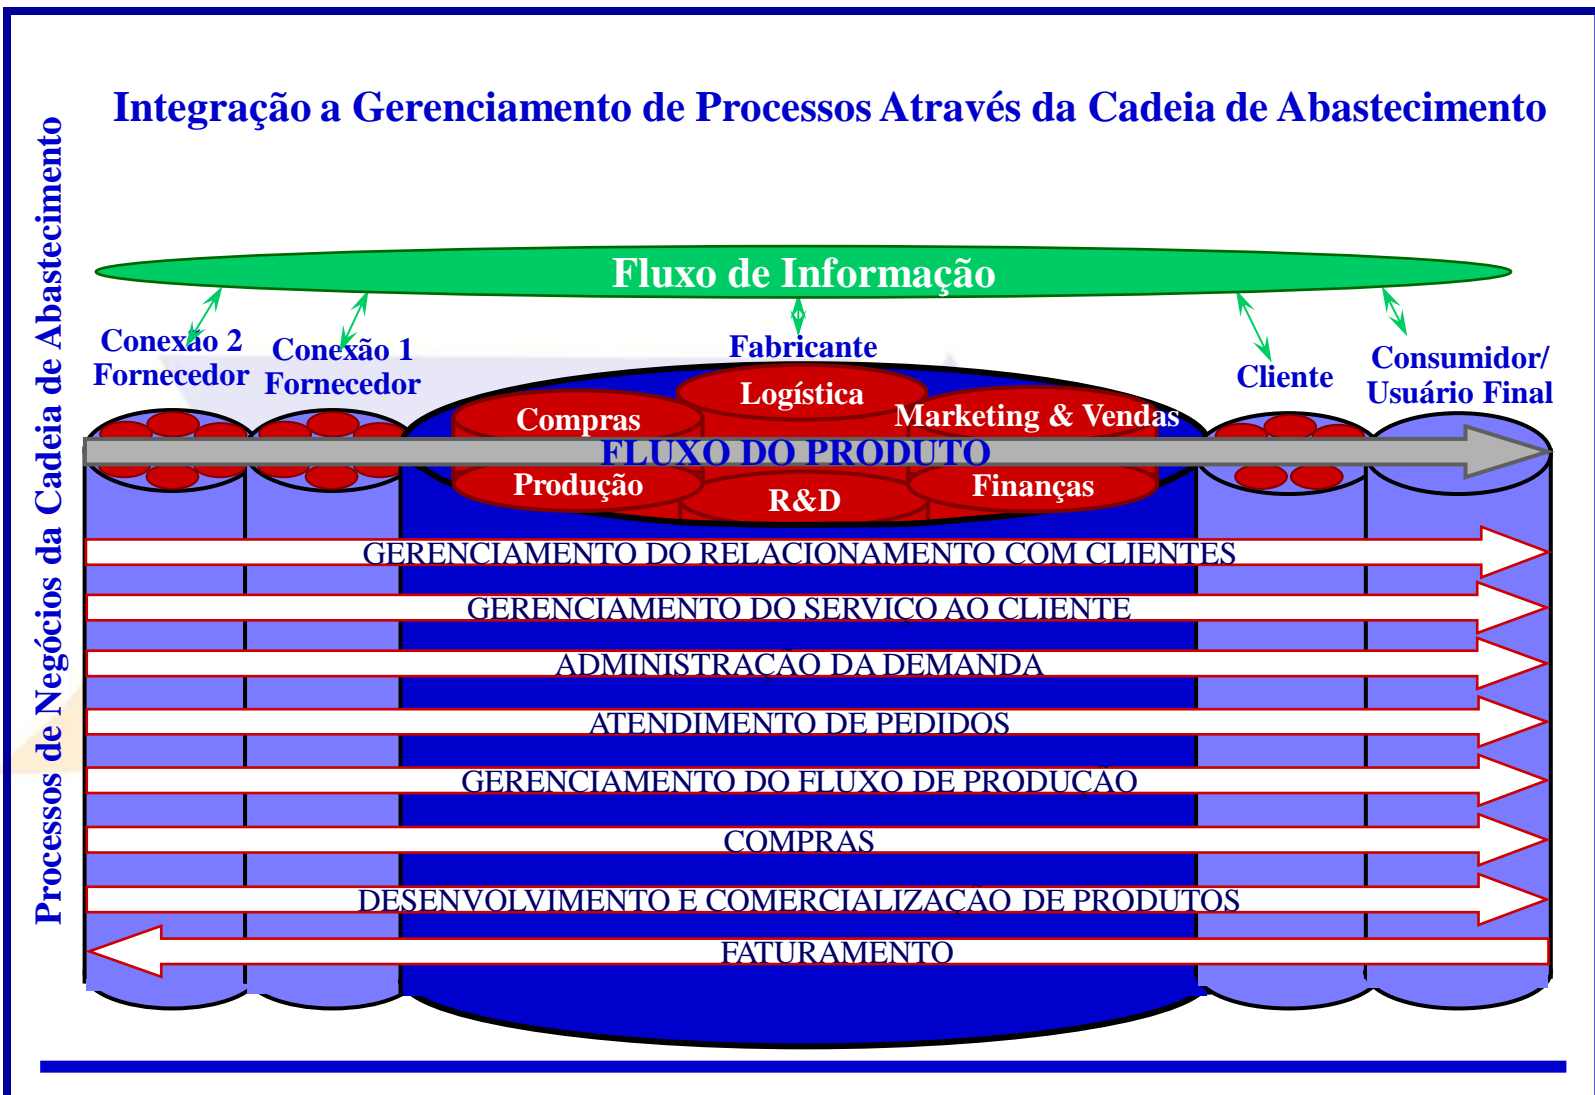 Integração a Gerenciamento de Processos Através da Cadeia de Abastecimento
Processos de Negócios da Cadeia de Abastecimento
Fluxo de Informação
Conexão 2
Fornecedor
Conexão 1
Fornecedor
Fabricante
Cliente
Consumidor/
Usuário Final
Logística
Compras
Marketing & Vendas
FLUXO DO PRODUTO
Produção
R&D
Finanças
GERENCIAMENTO DO RELACIONAMENTO COM CLIENTES
GERENCIAMENTO DO SERVIÇO AO CLIENTE
ADMINISTRAÇÃO DA DEMANDA
ATENDIMENTO DE PEDIDOS
GERENCIAMENTO DO FLUXO DE PRODUÇÃO
COMPRAS
DESENVOLVIMENTO E COMERCIALIZAÇÃO DE PRODUTOS
FATURAMENTO